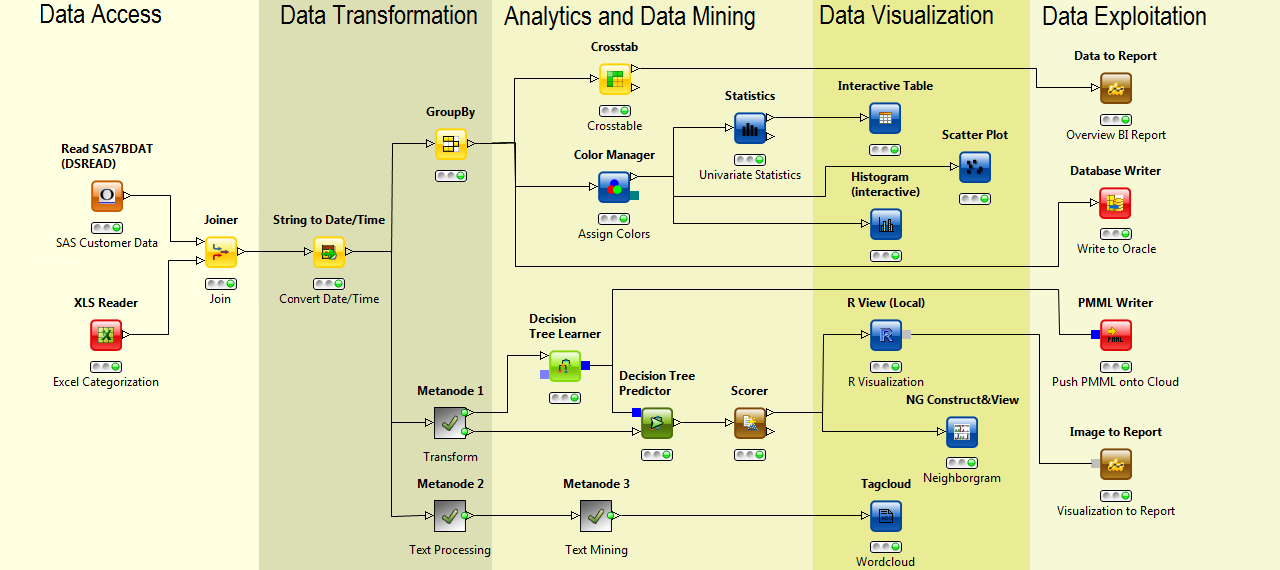 Data Access
Data Transformation
Analytics and Data Mining
Data Visualization
Data Exploitation
Read SAS7BDAT
(DSREAD)
O
SAS Customer Data
XLS Reader
Excel Categorization
Joiner
Join
String to Date/Time
Convert Date/Time
GroupBy
Metanode 1
Transform
Metanode 2
Text Processing
Crosstab
Crosstable
Color Manager
Assign Colors
Statistics
Univariate Statistics
Decision
Tree Learner
Decision Tree
Predictor
Scorer
Metanode 3
Text Mining
Interactive Table
Scatter Plot
Histogram
(interactive)
R View (Local)
R
R Visualization
NG Construct&View
Neighborgram
Tagcloud
Wordcloud
Data to Report
Overview BI Report
Database Writer
Write to Oracle
PMML Writer
PMML
Push PMML onto Cloud
Image to Report
Visualization to Report